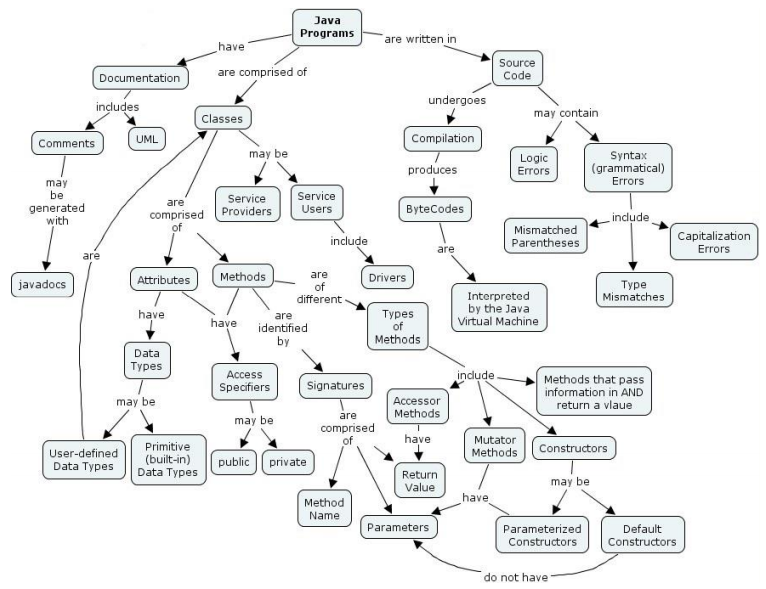 Java
Programs
have
are written in
are comprised of
Documentation
Source
Code
includes
undergoes
may contain
Comments
UML
Classes
Compilation
Logic
Errors
Syntax
(grammatical)
Errors
may
be
generated
with
may be
produces
are
comprised
of
Service
Providers
Service
Users
ByteCodes
Mismatched
Parentheses
include
Capitalization
Errors
are
include
are
javadocs
Attributes
Methods
Drivers
are
of
different
Interpreted
by the Java
Virtual Machine
Type
Mismatches
have
have
are
identified
by
Types
of
Methods
Data
Types
Access
Specifiers
Signatures
include
Accessor
Methods
Methods that pass
information in AND
return a vlaue
may be
may be
are
comprised
of
have
Mutator
Methods
Constructors
User-defined
Data Types
Primitive
(built-in)
Data Types
public
private
Return
Value
may be
Method
Name
have
Parameters
Parameterized
Constructors
Default
Constructors
do not have